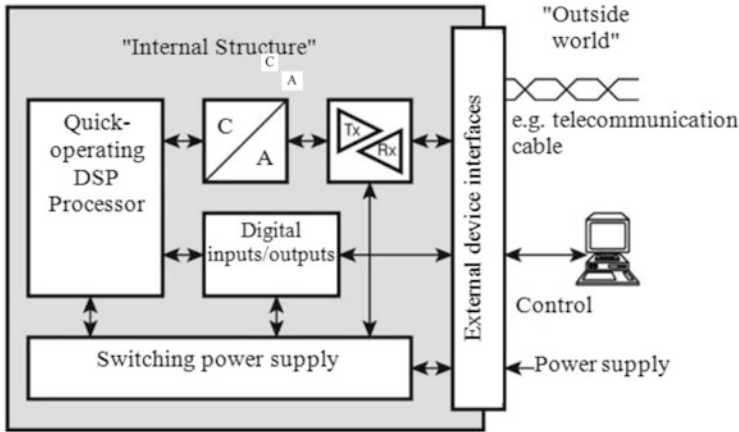 "Internal Structure"
C
A
"Outside
world"
Quick-
operating
DSP
Processor
C
A
Tx
Rx
External device interfaces
e.g. telecommunication
cable
Digital
inputs/outputs
Control
Switching power supply
Power supply